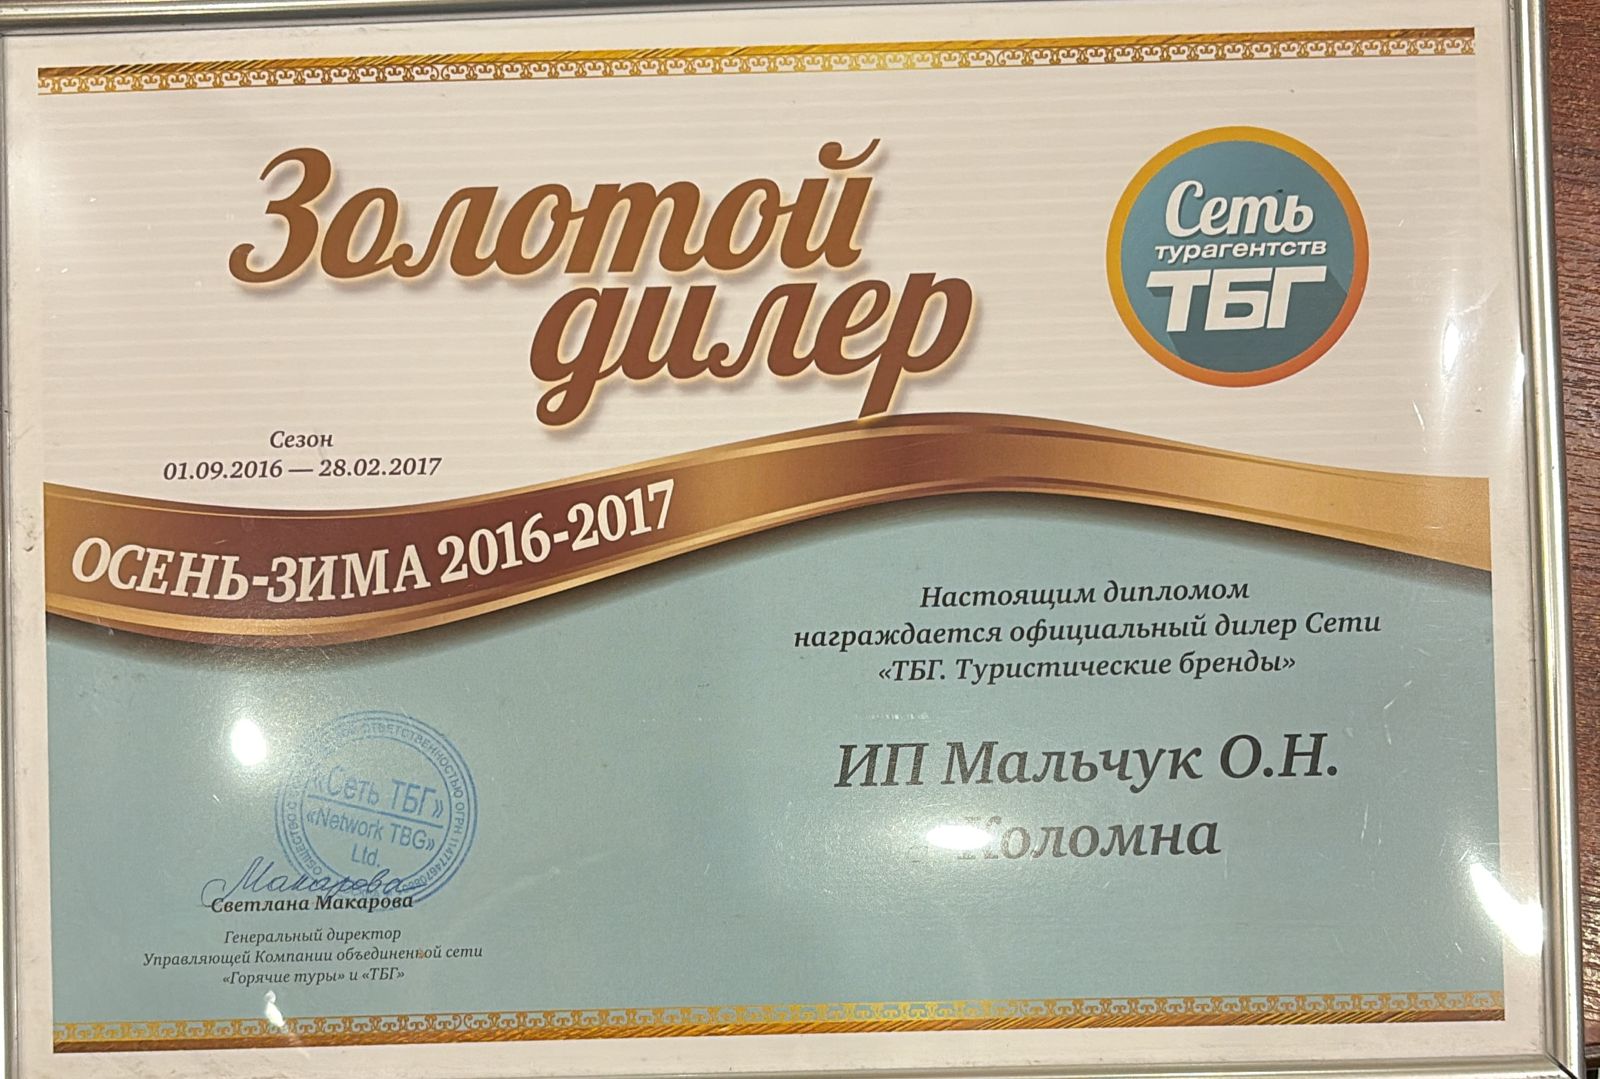 Золотой
дилер
Сеть
турагентств
ТБГ
Сезон
01.09.2016 — 28.02.2017
ОСЕНЬ-ЗИМА 2016-2017
Настоящим дипломом
награждается официальный дилер Сети
«ТБГ. Туристические бренды»
ИП Мальчук О.Н.
Коломна
«Сеть ТБГ»
«Network TBG»
Ltd.
Макарова
Светлана Макарова
Генеральный директор
Управляющей Компании объединенной сети
«Горячие туры» и «ТБГ»